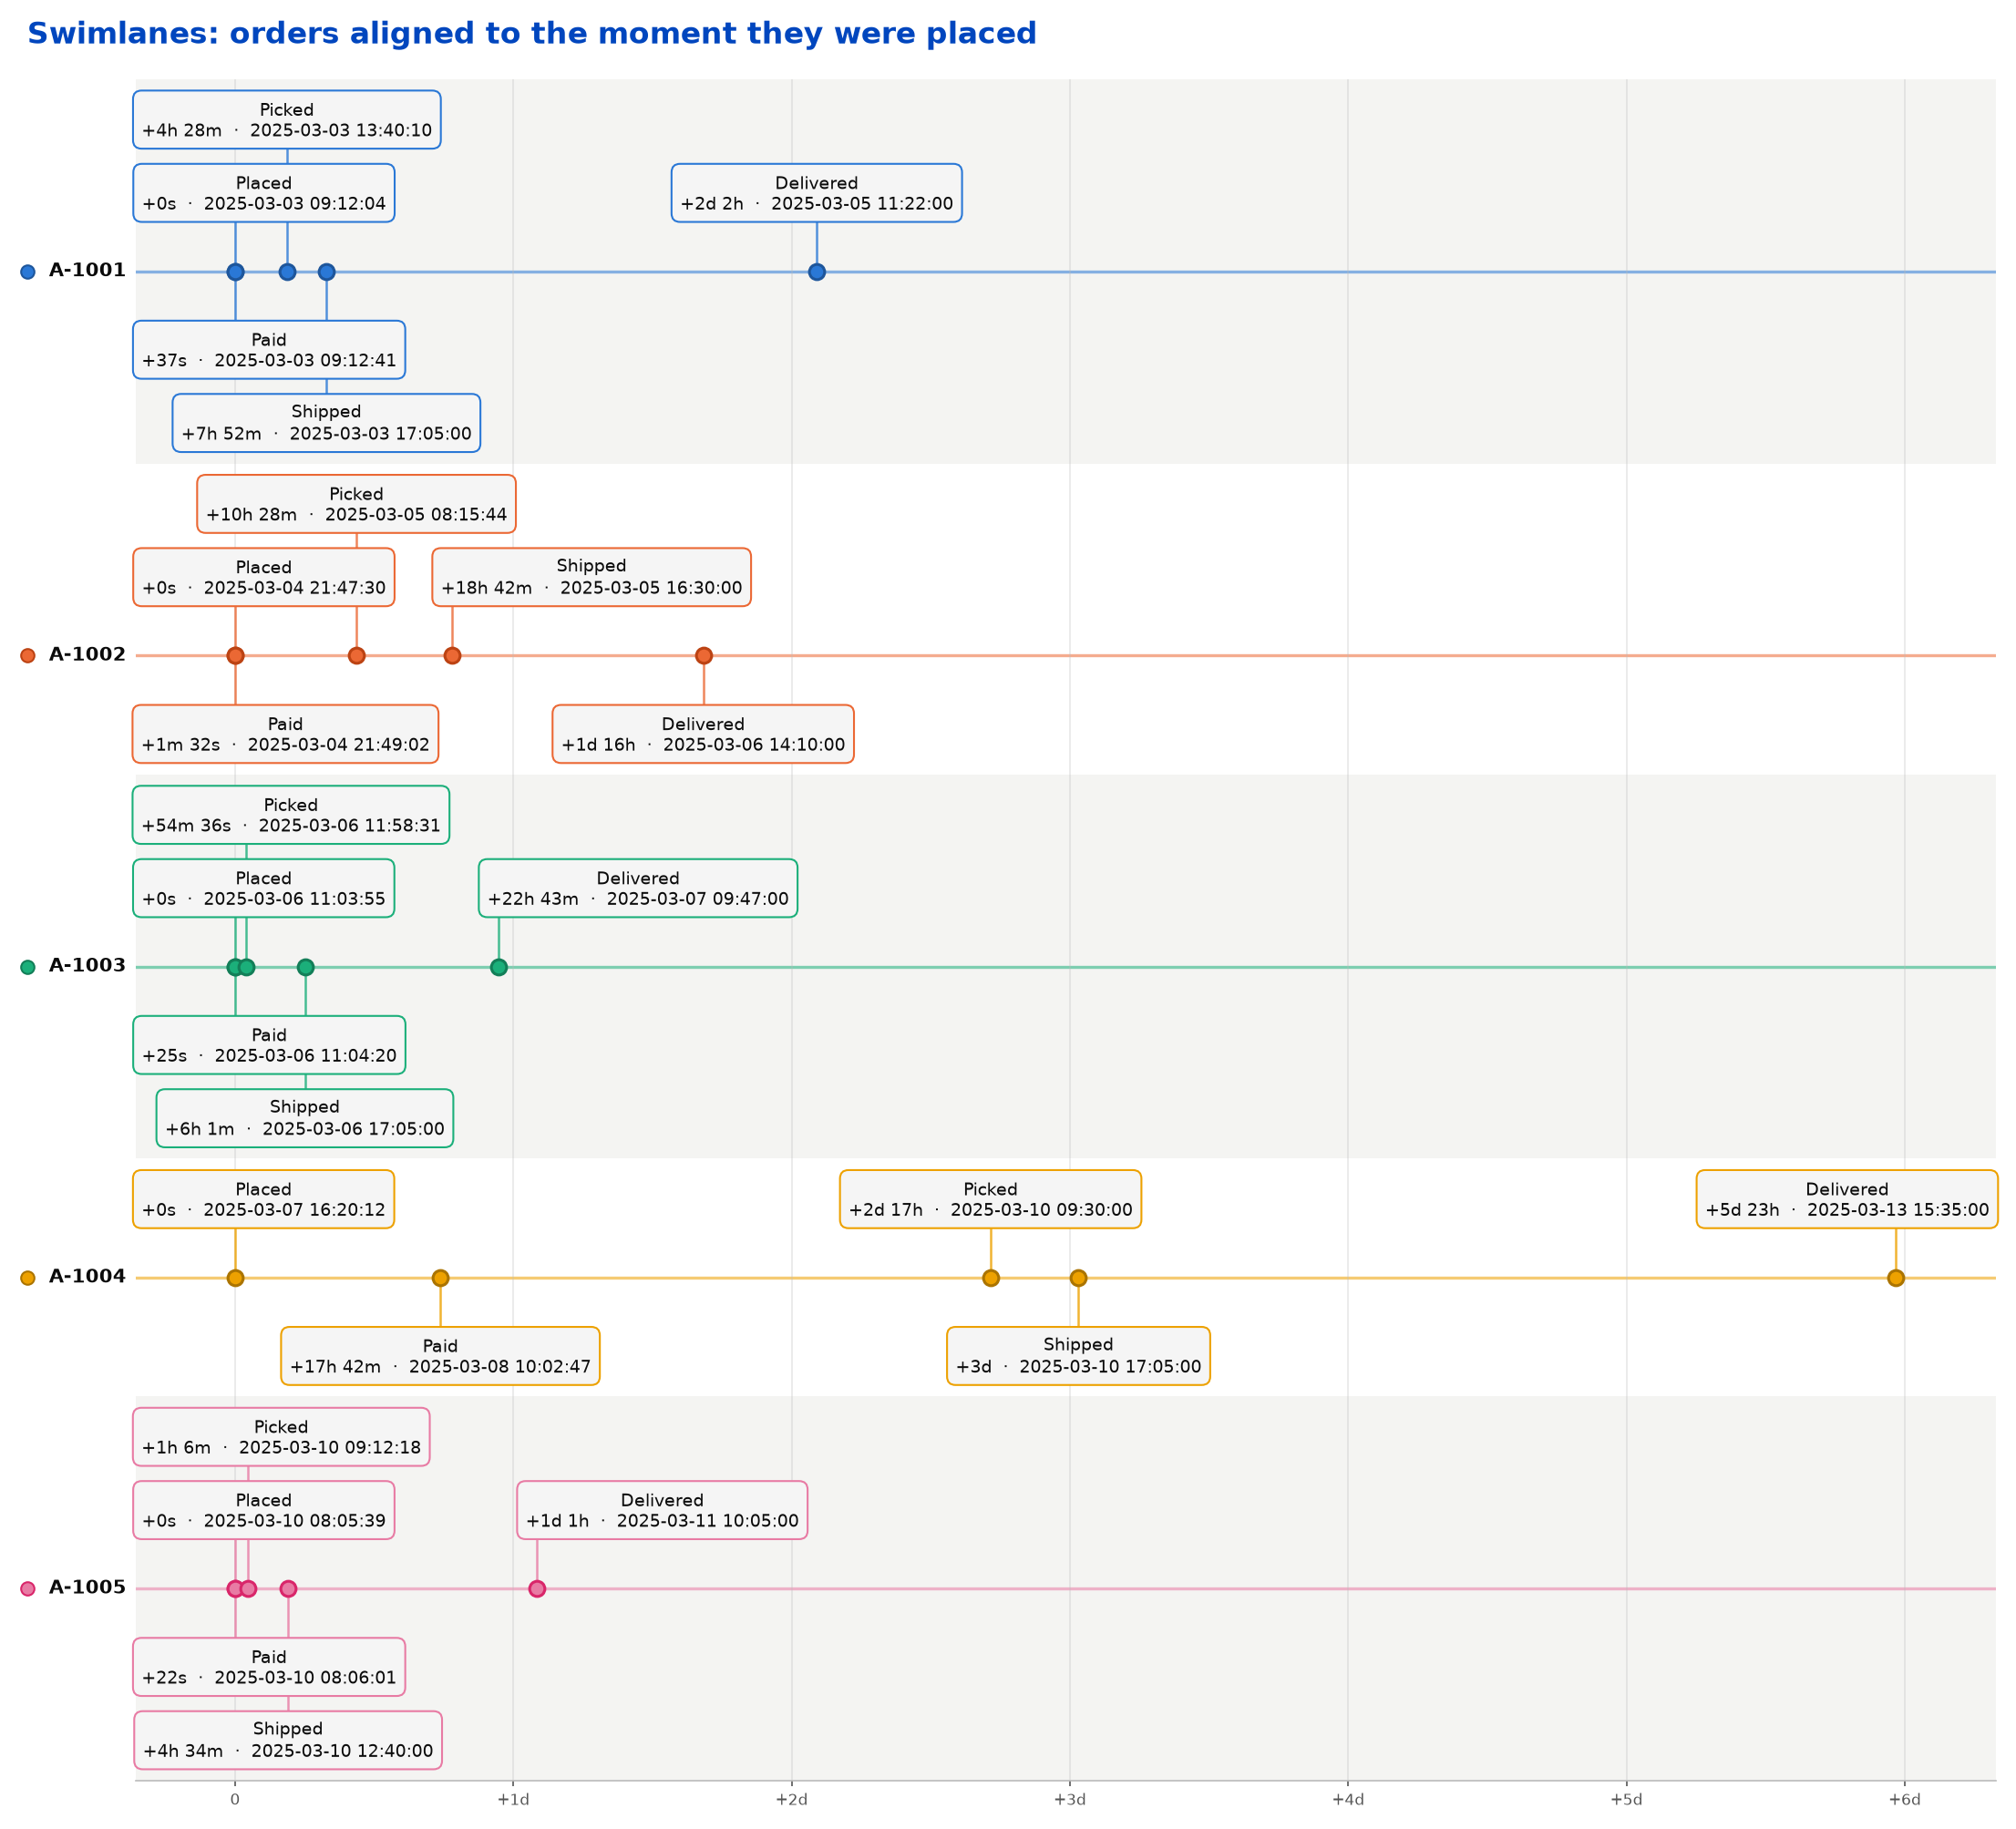 Swimlanes: orders aligned to the moment they were placed
Picked
+4h 28m · 2025-03-03 13:40:10
Placed
+0s · 2025-03-03 09:12:04
Delivered
+2d 2h · 2025-03-05 11:22:00
A-1001
Paid
+37s · 2025-03-03 09:12:41
Shipped
+7h 52m · 2025-03-03 17:05:00
Picked
+10h 28m · 2025-03-05 08:15:44
Placed
+0s · 2025-03-04 21:47:30
Shipped
+18h 42m · 2025-03-05 16:30:00
A-1002
Paid
+1m 32s · 2025-03-04 21:49:02
Delivered
+1d 16h · 2025-03-06 14:10:00
Picked
+54m 36s · 2025-03-06 11:58:31
Placed
+0s · 2025-03-06 11:03:55
Delivered
+22h 43m · 2025-03-07 09:47:00
A-1003
Paid
+25s · 2025-03-06 11:04:20
Shipped
+6h 1m · 2025-03-06 17:05:00
Placed
+0s · 2025-03-07 16:20:12
Picked
+2d 17h · 2025-03-10 09:30:00
Delivered
+5d 23h · 2025-03-13 15:35:00
A-1004
Paid
+17h 42m · 2025-03-08 10:02:47
Shipped
+3d · 2025-03-10 17:05:00
Picked
+1h 6m · 2025-03-10 09:12:18
Placed
+0s · 2025-03-10 08:05:39
Delivered
+1d 1h · 2025-03-11 10:05:00
A-1005
Paid
+22s · 2025-03-10 08:06:01
Shipped
+4h 34m · 2025-03-10 12:40:00
0 +1d +2d +3d +4d +5d +6d